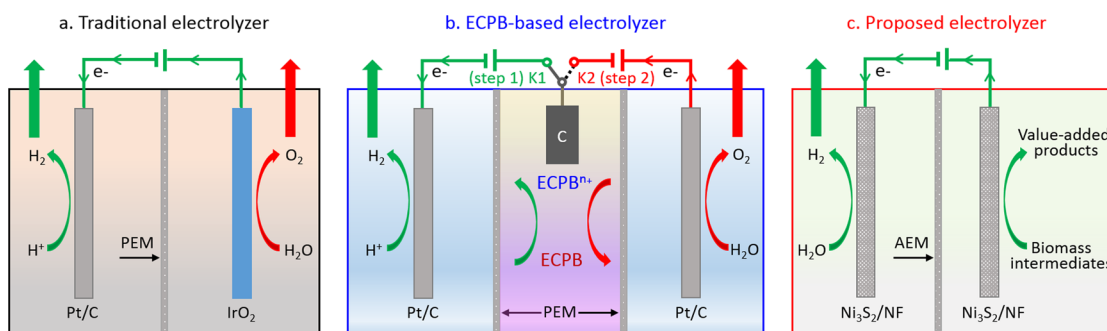 a. Traditional electrolyzer
e-
H₂
O₂
H⁺
PEM
H₂O
Pt/C
IrO₂
b. ECPB-based electrolyzer
e-
(step 1) K1
K2 (step 2)
e-
C
H₂
ECPBⁿ⁺
O₂
H⁺
ECPB
H₂O
Pt/C
PEM
Pt/C
c. Proposed electrolyzer
e-
H₂
Value-added
products
H₂O
AEM
Biomass
intermediates
Ni₃S₂/NF
Ni₃S₂/NF